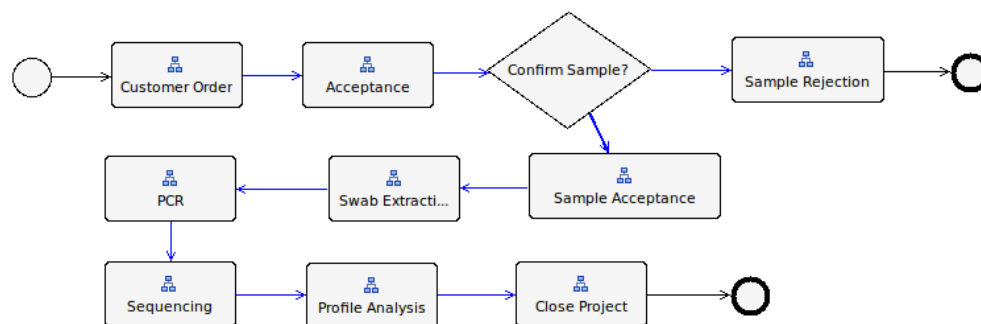 Customer Order
Acceptance
Confirm Sample?
Sample Rejection
PCR
Swab Extracti...
Sample Acceptance
Sequencing
Profile Analysis
Close Project